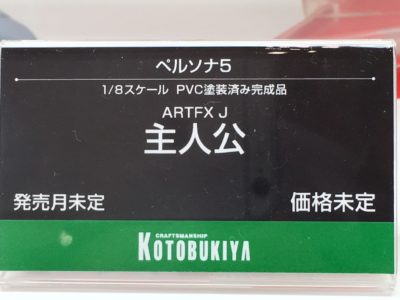 ペルソナ5
1/8スケール PVC塗装済み完成品
ARTFX J
主人公
発売月未定 価格未定
CRAFTSMANSHIP
KOTOBUKIYA